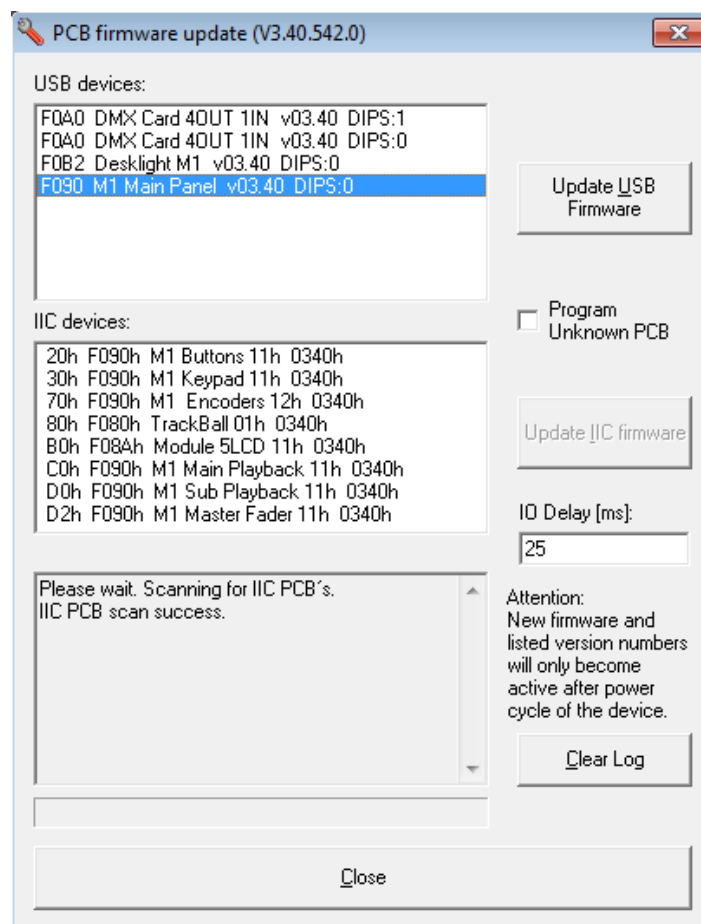 PCB firmware update (V3.40.542.0)
USB devices:
F0A0 DMX Card 4OUT 1IN v03.40 DIPS:1
F0A0 DMX Card 4OUT 1IN v03.40 DIPS:0
F0B2 Desklight M1 v03.40 DIPS:0
F090 M1 Main Panel v03.40 DIPS:0
Update USB
Firmware
Program
Unknown PCB
IIC devices:
20h F090h M1 Buttons 11h 0340h
30h F090h M1 Keypad 11h 0340h
70h F090h M1 Encoders 12h 0340h
80h F080h TrackBall 01h 0340h
B0h F08Ah Module 5LCD 11h 0340h
C0h F090h M1 Main Playback 11h 0340h
D0h F090h M1 Sub Playback 11h 0340h
D2h F090h M1 Master Fader 11h 0340h
Update IIC firmware
IO Delay [ms]:
25
Please wait. Scanning for IIC PCB´s.
IIC PCB scan success.
Attention:
New firmware and
listed version numbers
will only become
active after power
cycle of the device.
Clear Log
Close